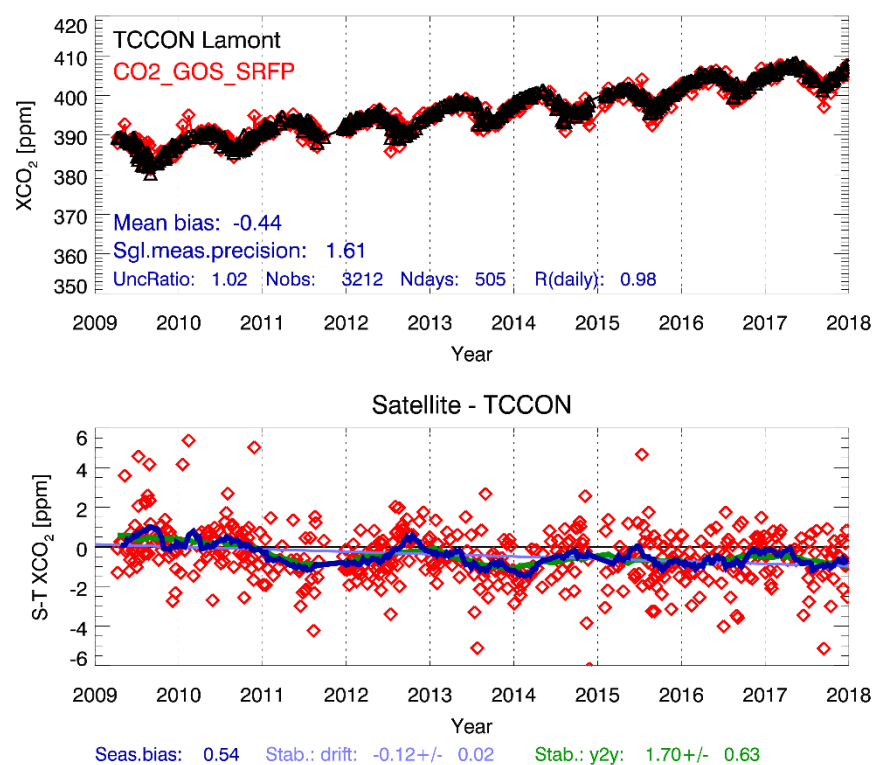 420
410
400
390
380
370
360
350
XCO2 [ppm]
TCCON Lamont
CO2_GOS_SRFP
Mean bias: -0.44
Sgl.meas.precision: 1.61
UncRatio: 1.02 Nobs: 3212 Ndays: 505 R(daily): 0.98
2009 2010 2011 2012 2013 2014 2015 2016 2017 2018
Year
Satellite - TCCON
6
4
2
0
-2
-4
-6
S-T XCO2 [ppm]
2009 2010 2011 2012 2013 2014 2015 2016 2017 2018
Year
Seas.bias: 0.54 Stab.: drift: -0.12+/- 0.02 Stab.: y2y: 1.70+/- 0.63